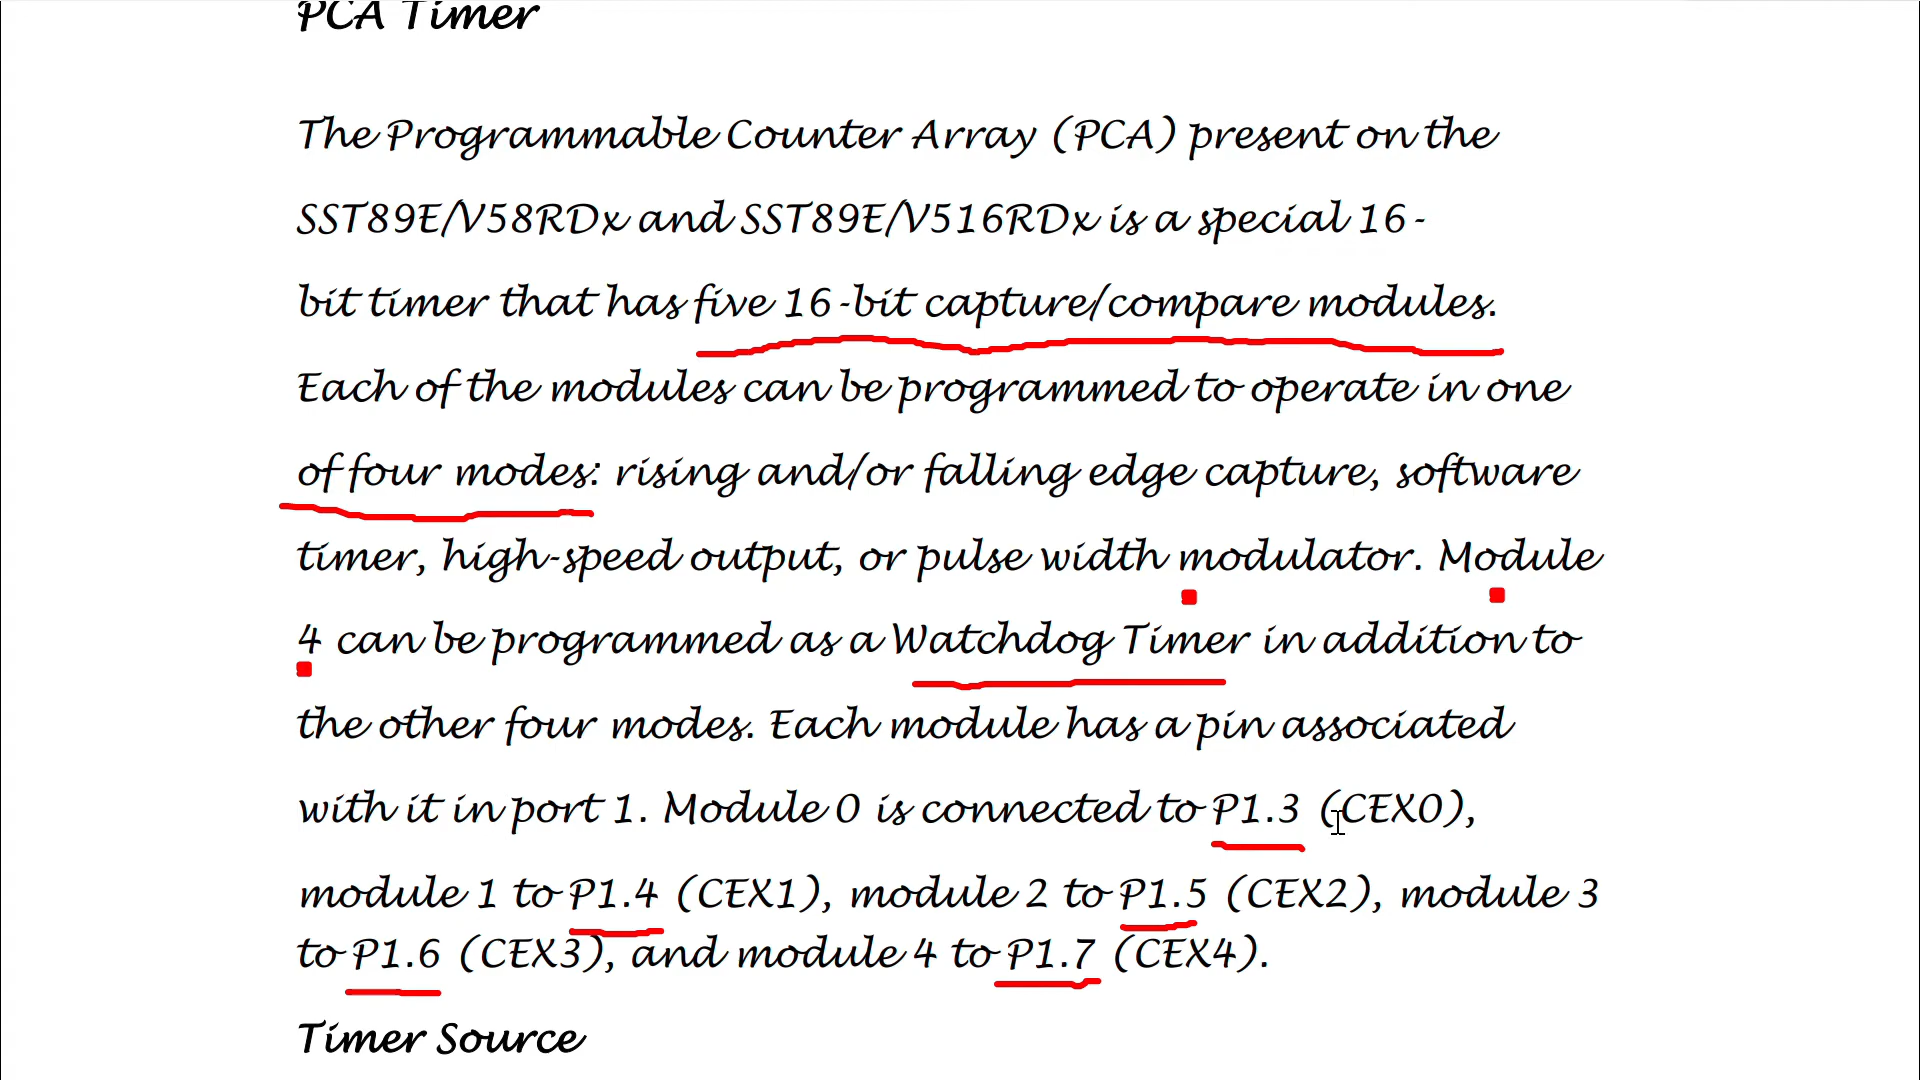 PCA Timer
The Programmable Counter Array (PCA) present on the
SST89E/V58RDx and SST89E/V516RDx is a special 16-
bit timer that has five 16-bit capture/compare modules.
Each of the modules can be programmed to operate in one
of four modes: rising and/or falling edge capture, software
timer, high-speed output, or pulse width modulator. Module
4 can be programmed as a Watchdog Timer in addition to
the other four modes. Each module has a pin associated
with it in port 1. Module 0 is connected to P1.3 (CEX0),
module 1 to P1.4 (CEX1), module 2 to P1.5 (CEX2), module 3
to P1.6 (CEX3), and module 4 to P1.7 (CEX4).
Timer Source